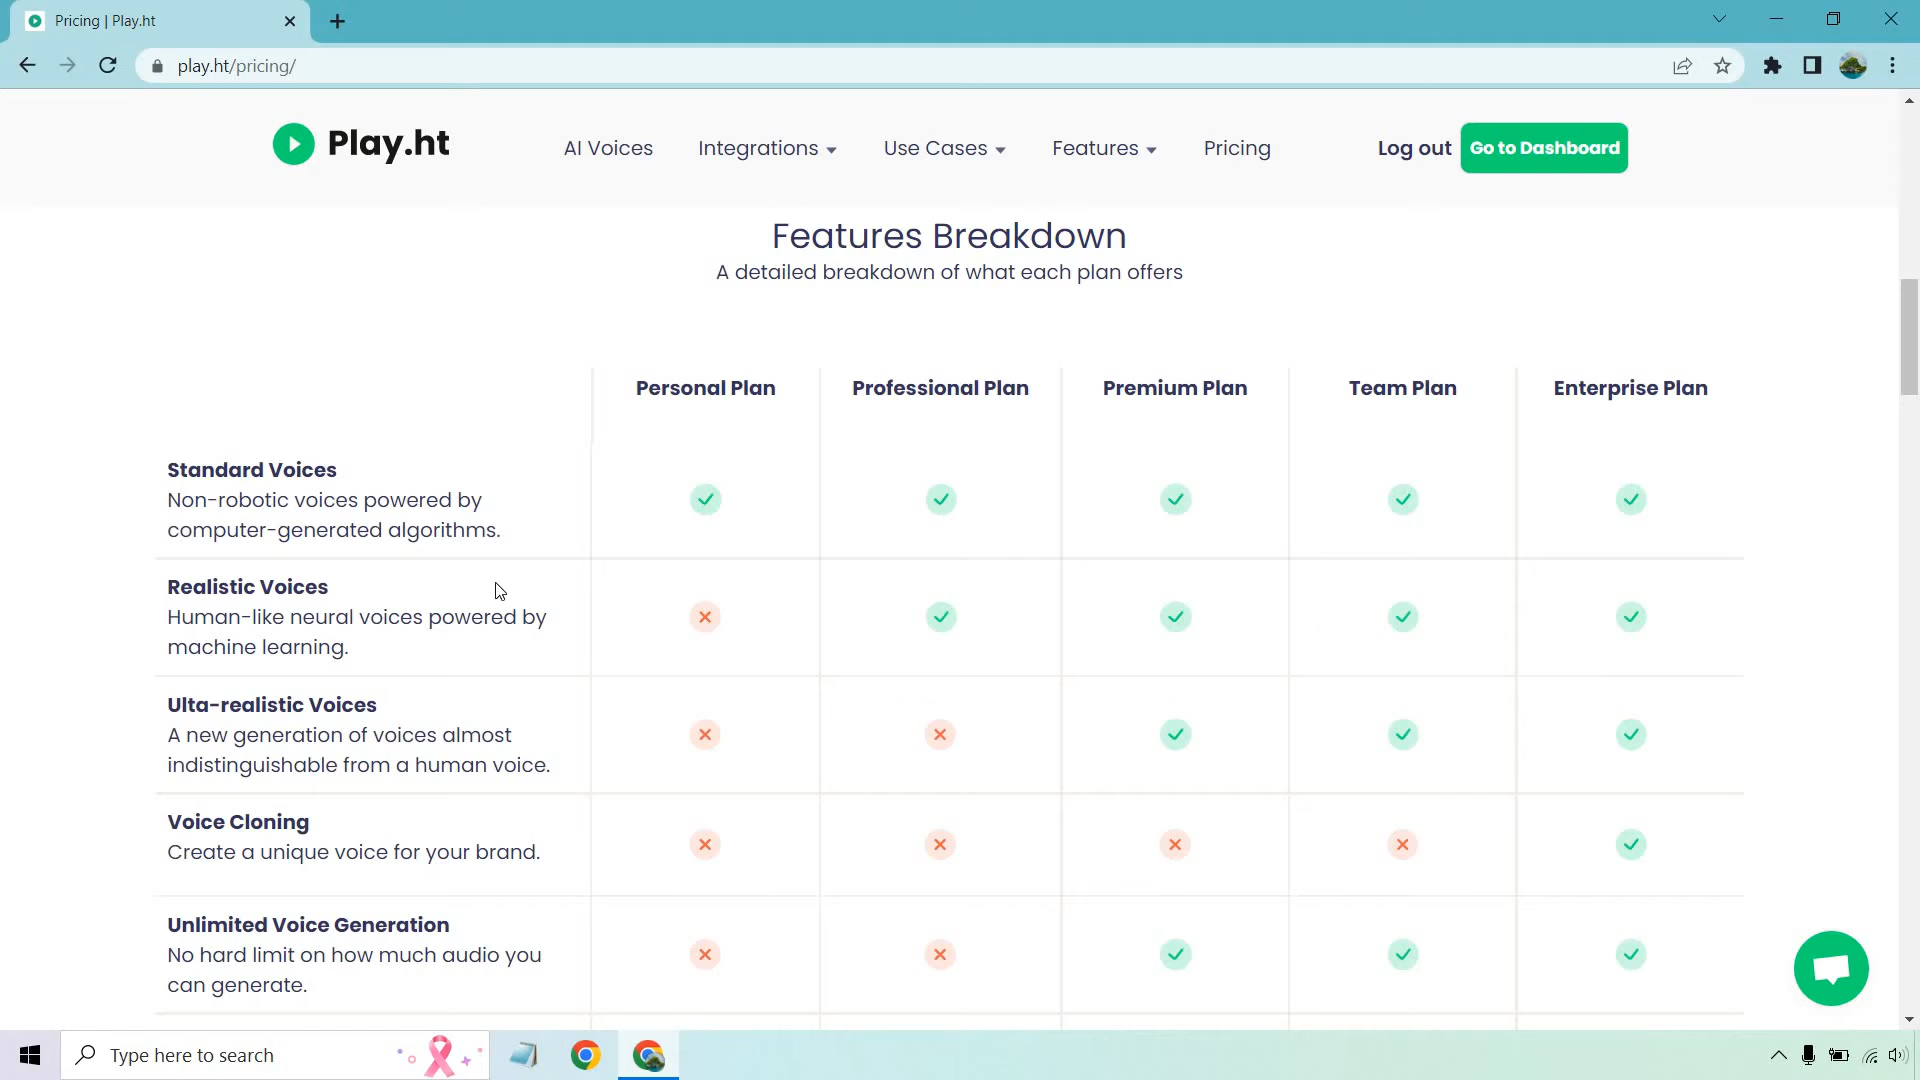 Pricing | Play.ht
play.ht/pricing/
Play.ht
AI Voices
Integrations
Use Cases
Features
Pricing
Log out
Go to Dashboard
Features Breakdown
A detailed breakdown of what each plan offers
Personal Plan
Professional Plan
Premium Plan
Team Plan
Enterprise Plan
Standard Voices
Non-robotic voices powered by
computer-generated algorithms.
Realistic Voices
Human-like neural voices powered by
machine learning.
Ulta-realistic Voices
A new generation of voices almost
indistinguishable from a human voice.
Voice Cloning
Create a unique voice for your brand.
Unlimited Voice Generation
No hard limit on how much audio you
can generate.
Type here to search